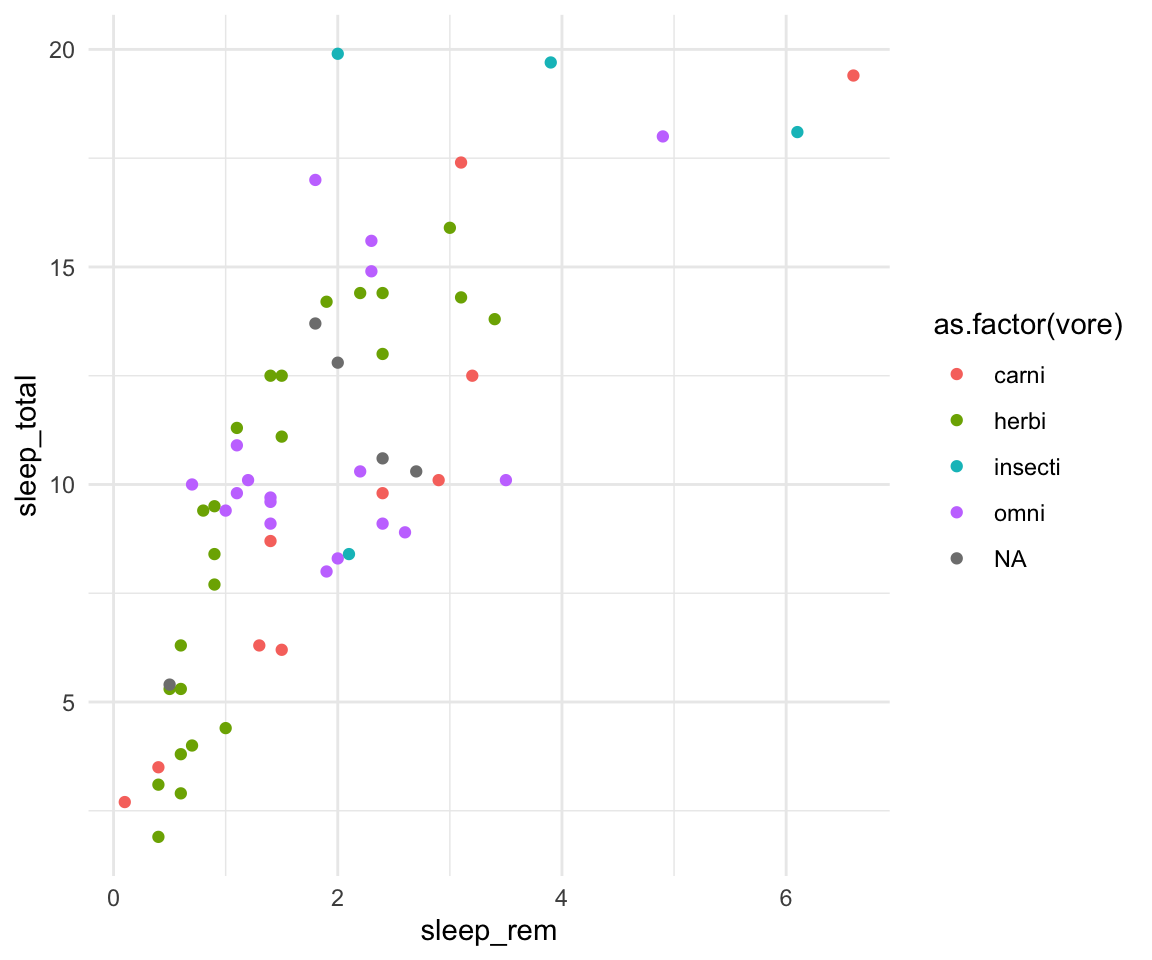 20
15
10
5
sleep_total
0 2 4 6
sleep_rem
as.factor(vore)
carni
herbi
insecti
omni
NA